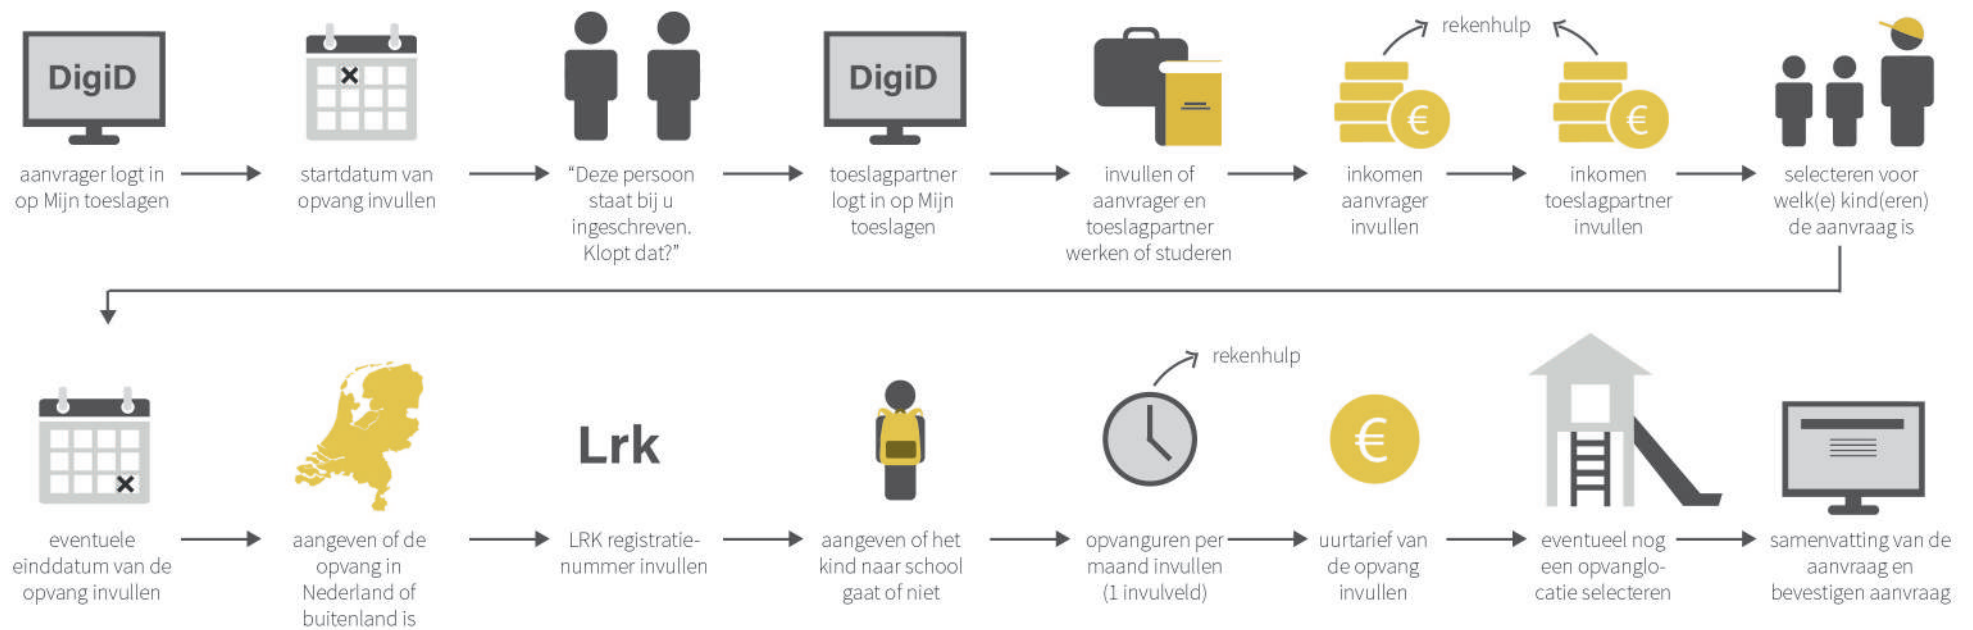 DigiD
aanvrager logt in
op Mijn toeslagen
startdatum van
opvang invullen
“Deze persoon
staat bij u
ingeschreven.
Klopt dat?”
DigiD
toeslagpartner
logt in op Mijn
toeslagen
invullen of
aanvrager en
toeslagpartner
werken of studeren
rekenhulp
€
inkomen
aanvrager
invullen
€
inkomen
toeslagpartner
invullen
selecteren voor
welk(e) kind(eren)
de aanvraag is
eventuele
einddatum van de
opvang invullen
aangeven of de
opvang in
Nederland of
buitenland is
Lrk
LRK registratie-
nummer invullen
aangeven of het
kind naar school
gaat of niet
rekenhulp
opvanguren per
maand invullen
(1 invulveld)
€
uurtarief van
de opvang
invullen
eventueel nog
een opvanglo-
catie selecteren
samenvatting van de
aanvraag en
bevestigen aanvraag